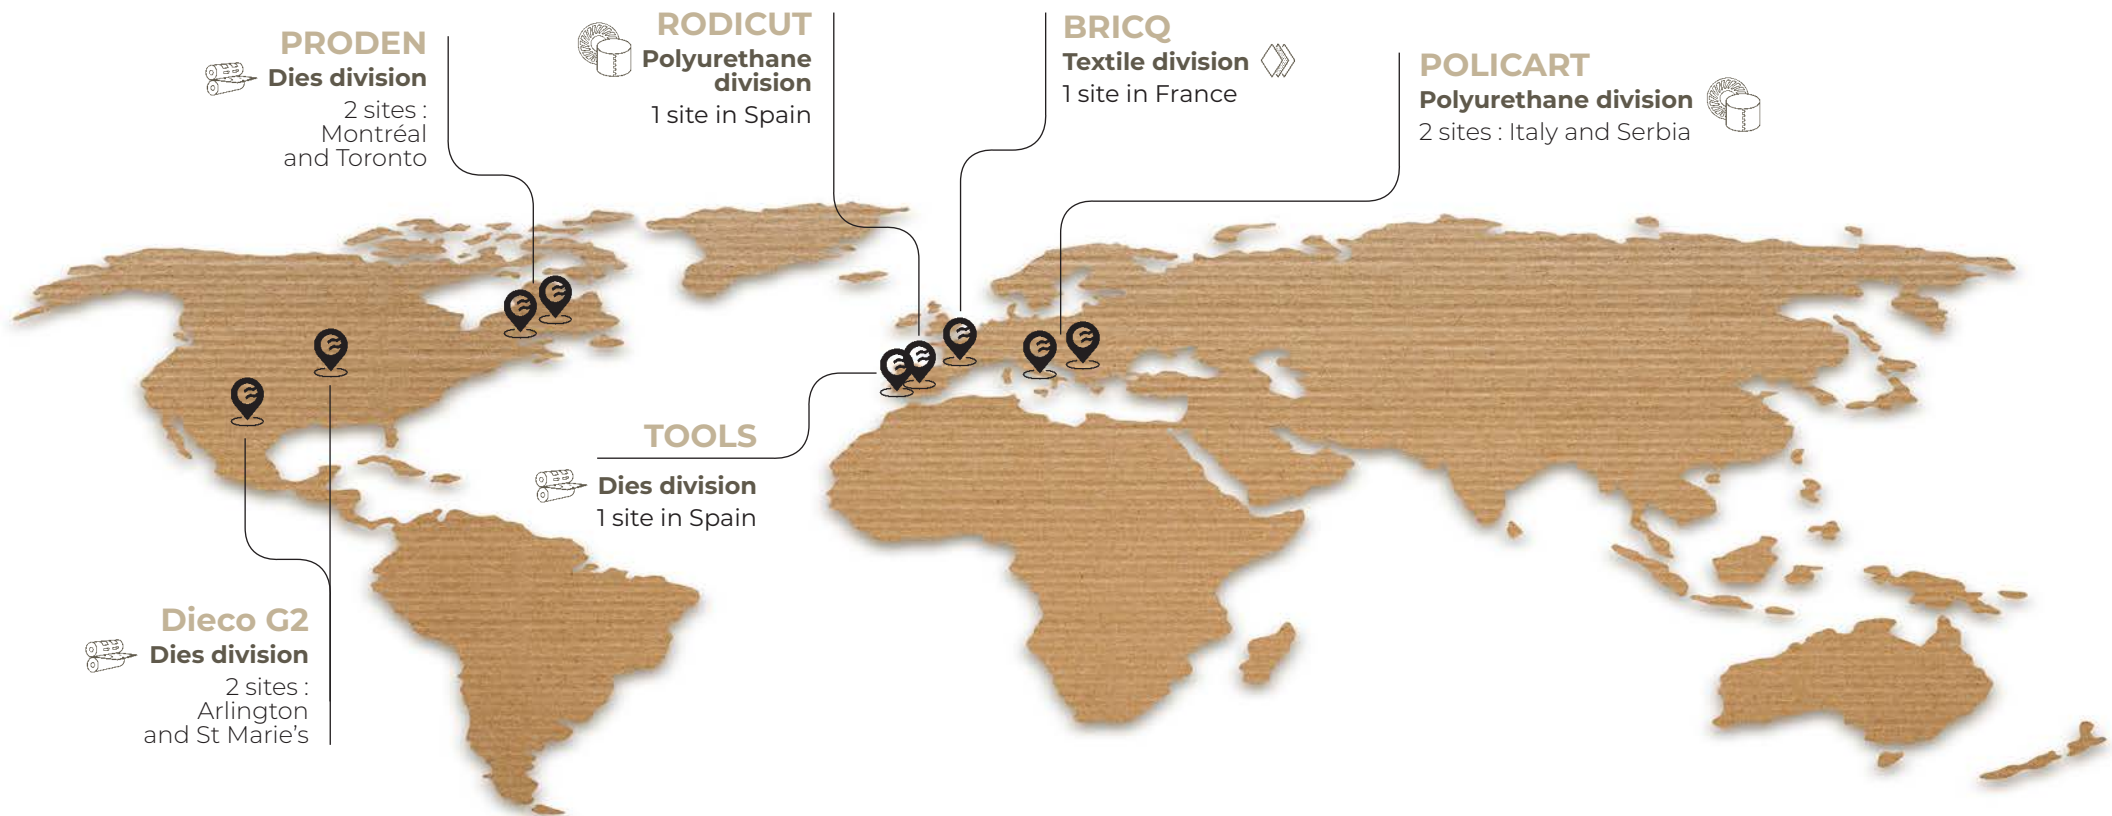 PRODEN
Dies division
2 sites :
Montréal
and Toronto
RODICUT
Polyurethane
division
1 site in Spain
BRICQ
Textile division
1 site in France
POLICART
Polyurethane division
2 sites : Italy and Serbia
TOOLS
Dies division
1 site in Spain
Dieco G2
Dies division
2 sites :
Arlington
and St Marie’s